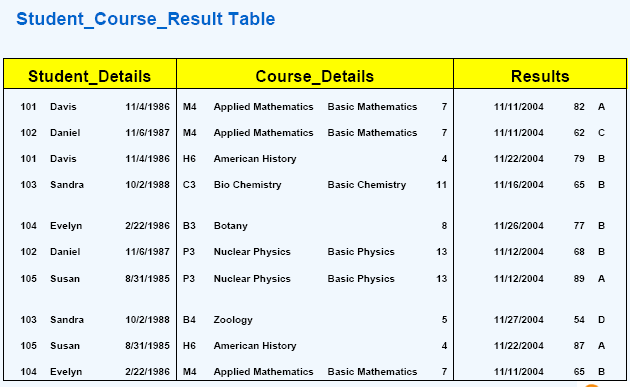 Student_Course_Result Table
Student_Details Course_Details Results
101 Davis 11/4/1986 M4 Applied Mathematics Basic Mathematics 7 11/11/2004 82 A
102 Daniel 11/6/1987 M4 Applied Mathematics Basic Mathematics 7 11/11/2004 62 C
101 Davis 11/4/1986 H6 American History 4 11/22/2004 79 B
103 Sandra 10/2/1988 C3 Bio Chemistry Basic Chemistry 11 11/16/2004 65 B
104 Evelyn 2/22/1986 B3 Botany 8 11/26/2004 77 B
102 Daniel 11/6/1987 P3 Nuclear Physics Basic Physics 13 11/12/2004 68 B
105 Susan 8/31/1985 P3 Nuclear Physics Basic Physics 13 11/12/2004 89 A
103 Sandra 10/2/1988 B4 Zoology 5 11/27/2004 54 D
105 Susan 8/31/1985 H6 American History 4 11/22/2004 87 A
104 Evelyn 2/22/1986 M4 Applied Mathematics Basic Mathematics 7 11/11/2004 65 B